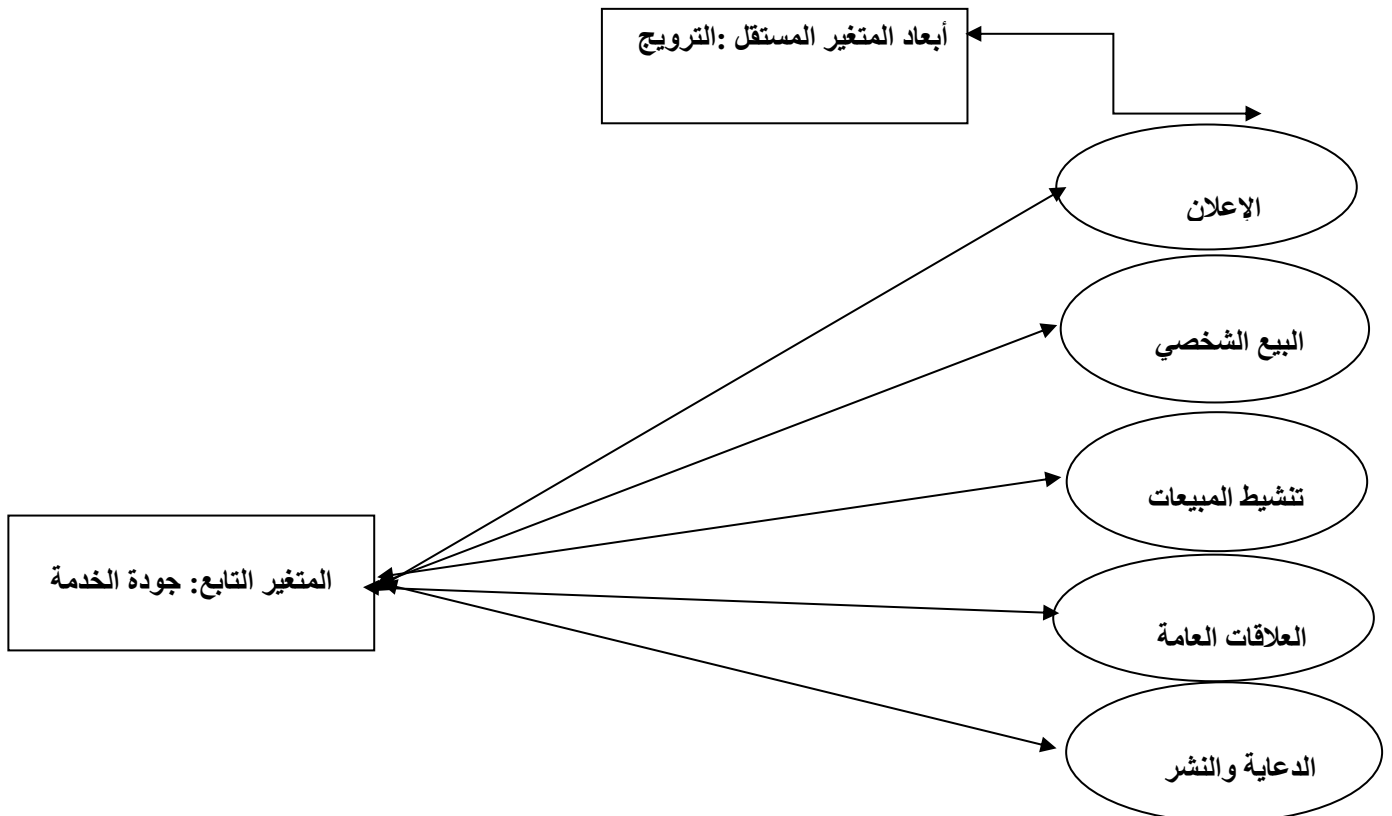 أبعاد المتغير المستقل :الترويج
الإعلان
البيع الشخصي
تنشيط المبيعات
المتغير التابع: جودة الخدمة
العلاقات العامة
الدعاية والنشر